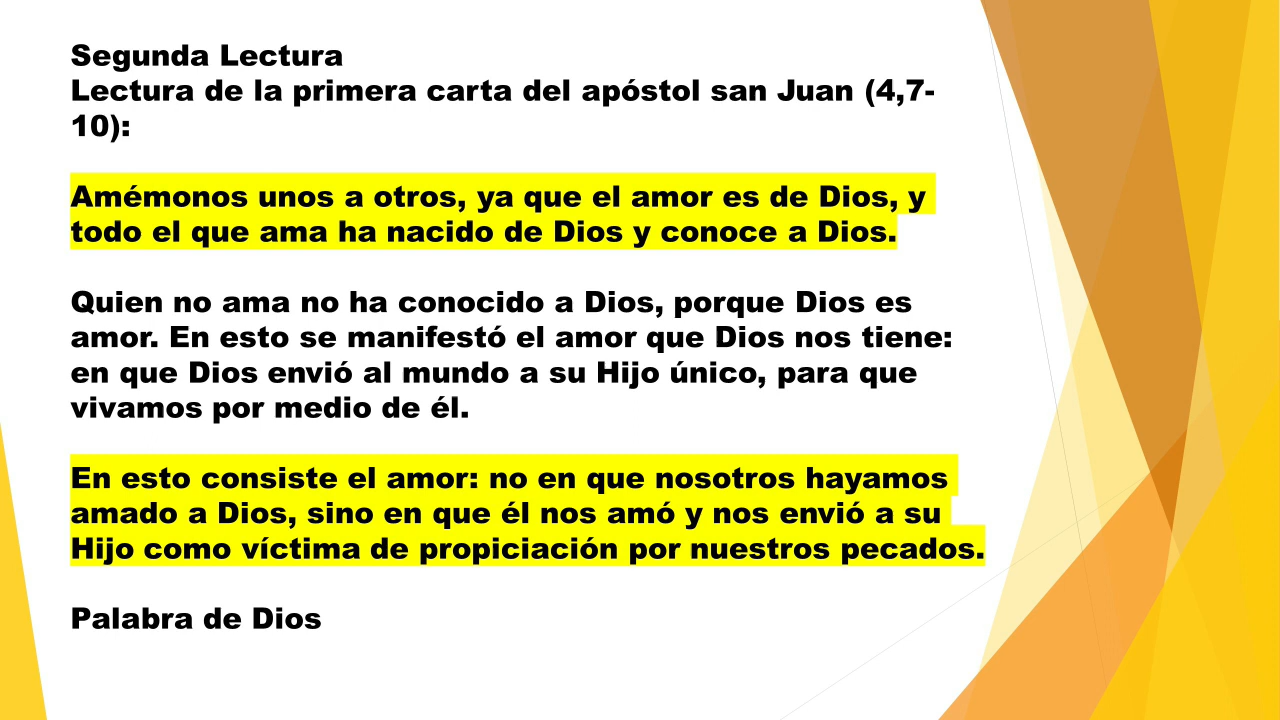 Segunda Lectura
Lectura de la primera carta del apóstol san Juan (4,7-
10):
Amémonos unos a otros, ya que el amor es de Dios, y
todo el que ama ha nacido de Dios y conoce a Dios.
Quien no ama no ha conocido a Dios, porque Dios es
amor. En esto se manifestó el amor que Dios nos tiene:
en que Dios envió al mundo a su Hijo único, para que
vivamos por medio de él.
En esto consiste el amor: no en que nosotros hayamos
amado a Dios, sino en que él nos amó y nos envió a su
Hijo como víctima de propiciación por nuestros pecados.
Palabra de Dios